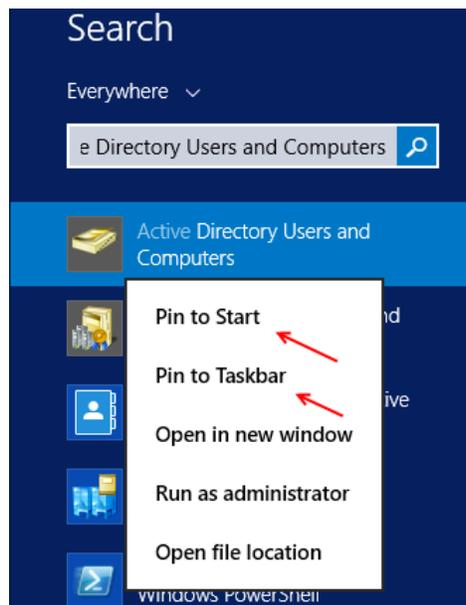 Search
Everywhere
e Directory Users and Computers
Active Directory Users and
Computers
Pin to Start
nd
Pin to Taskbar
ive
Open in new window
Run as administrator
Open file location
Windows PowerShell